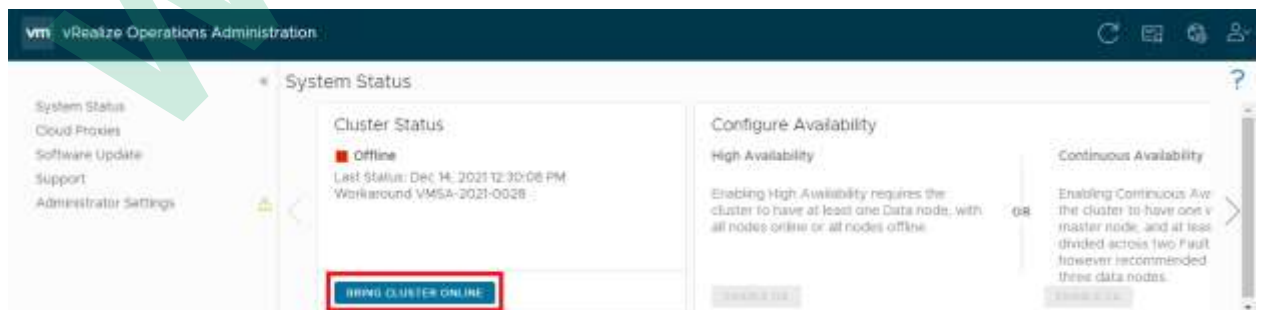 vm vRealize Operations Administration
System Status
Cloud Proxies
Software Update
Support
Administrator Settings
System Status
?
Cluster Status
Offline
Last Status: Dec 14, 2021 12:30:08 PM
Workaround VMSA-2021-0028
BRING CLUSTER ONLINE
Configure Availability
High Availability
Enabling High Availability requires the
cluster to have at least one Data node, with
all nodes online or all nodes offline.
OR
Continuous Availability
Enabling Continuous Ave
the cluster to have one v
master node, and at leas
divided across two Fault
however recommended
three data nodes.